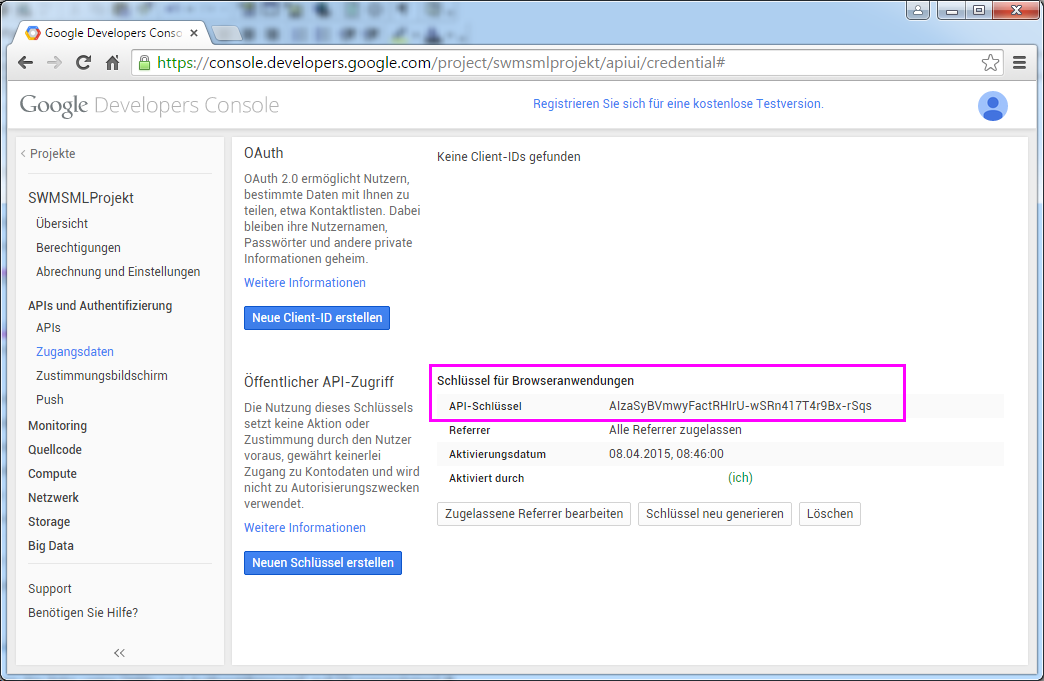 Google Developers Conso
https://console.developers.google.com/project/swmsmlprojekt/apiui/credential#
Google Developers Console
Registrieren Sie sich für eine kostenlose Testversion.
< Projekte
SWMSMLProjekt
Übersicht
Berechtigungen
Abrechnung und Einstellungen
APIs und Authentifizierung
APIs
Zugangsdaten
Zustimmungsbildschirm
Push
Monitoring
Quellcode
Compute
Netzwerk
Storage
Big Data
Support
Benötigen Sie Hilfe?
OAuth
OAuth 2.0 ermöglicht Nutzern,
bestimmte Daten mit Ihnen zu
teilen, etwa Kontaktlisten. Dabei
bleiben ihre Nutzernamen,
Passwörter und andere private
Informationen geheim.
Weitere Informationen
Neue Client-ID erstellen
Keine Client-IDs gefunden
Öffentlicher API-Zugriff
Die Nutzung dieses Schlüssels
setzt keine Aktion oder
Zustimmung durch den Nutzer
voraus, gewährt keinerlei
Zugang zu Kontodaten und wird
nicht zu Autorisierungszwecken
verwendet.
Weitere Informationen
Neuen Schlüssel erstellen
Schlüssel für Browseranwendungen
API-Schlüssel AIzaSyBVmwyFactRHIrU-wSRn417T4r9Bx-rSqs
Referrer Alle Referrer zugelassen
Aktivierungsdatum 08.04.2015, 08:46:00
Aktiviert durch (ich)
Zugelassene Referrer bearbeiten Schlüssel neu generieren Löschen